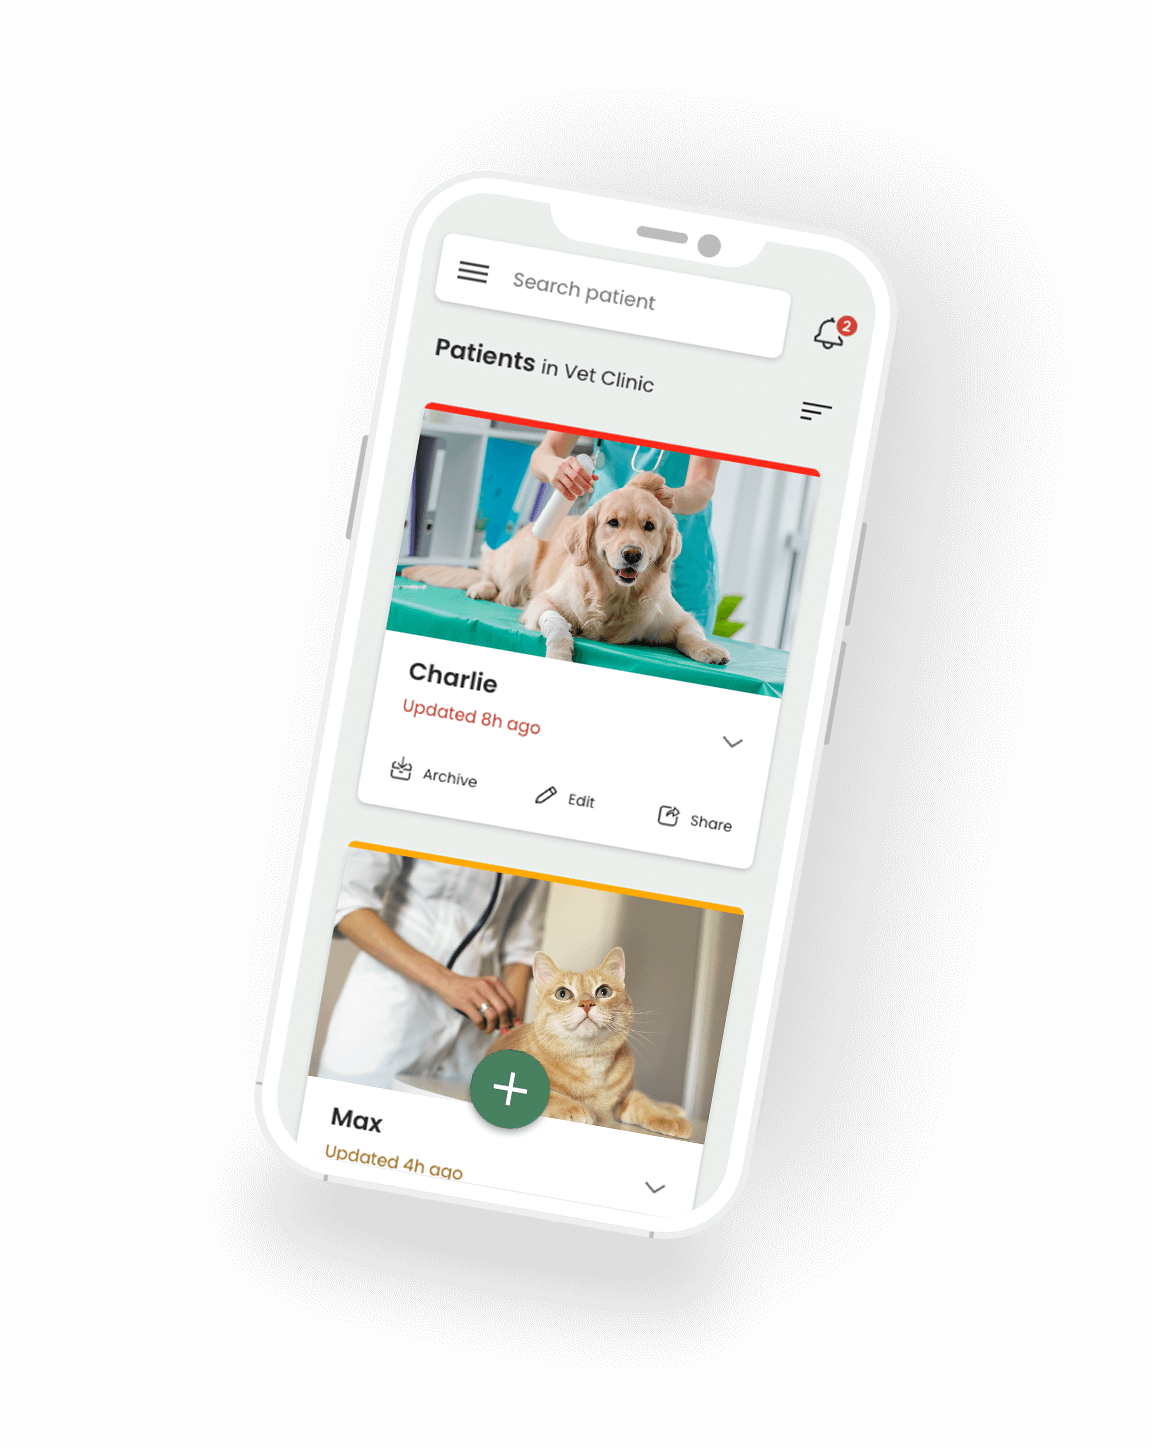 Search patient
2
Patients in Vet Clinic
Charlie
Updated 8h ago
Archive
Edit
Share
Max
Updated 4h ago